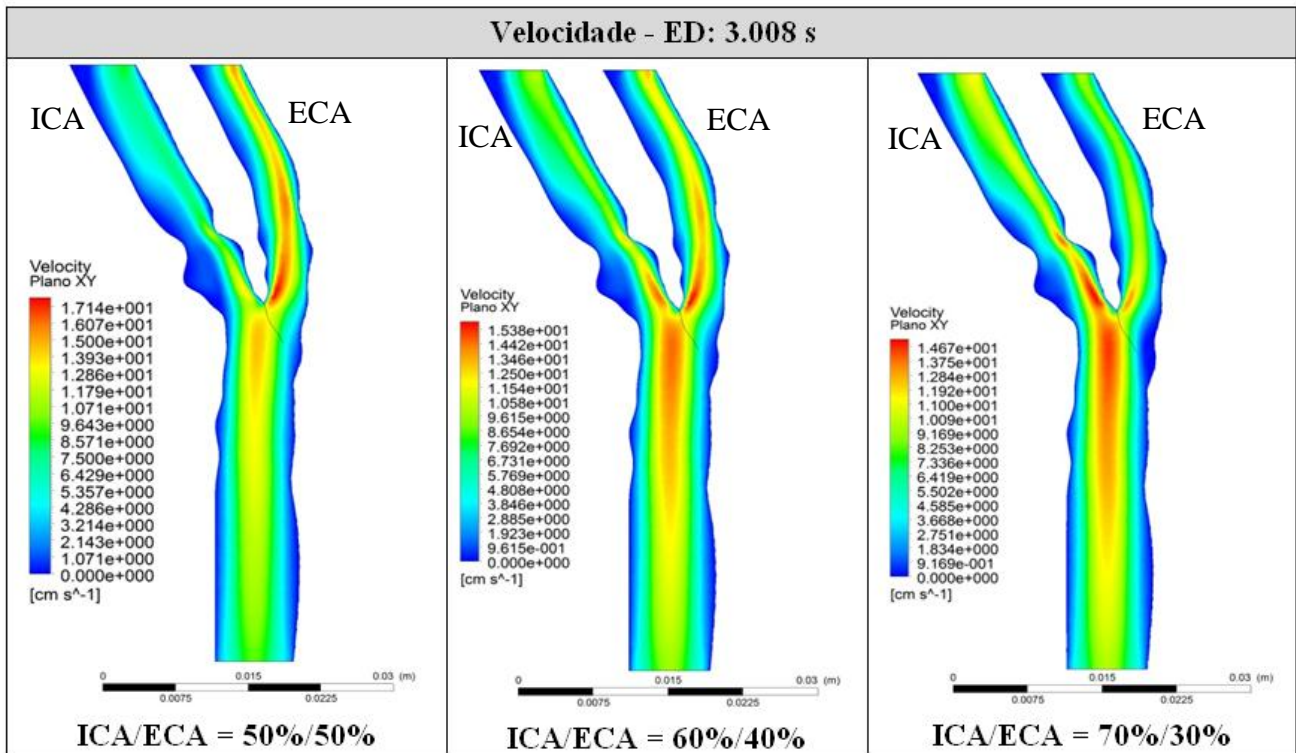 Velocidade - ED: 3.008 s
ICA
ECA
Velocity
Plano XY
1.714e+001
1.607e+001
1.500e+001
1.393e+001
1.286e+001
1.179e+001
1.071e+001
9.643e+000
8.571e+000
7.500e+000
6.429e+000
5.357e+000
4.286e+000
3.214e+000
2.143e+000
1.071e+000
0.000e+000
[cm s^-1]
0 0.015 0.03 (m)
0.0075 0.0225
ICA/ECA = 50%/50%
ICA
ECA
Velocity
Plano XY
1.538e+001
1.442e+001
1.346e+001
1.250e+001
1.154e+001
1.058e+001
9.615e+000
8.654e+000
7.692e+000
6.731e+000
5.769e+000
4.808e+000
3.846e+000
2.885e+000
1.923e+000
9.615e-001
0.000e+000
[cm s^-1]
0 0.015 0.03 (m)
0.0075 0.0225
ICA/ECA = 60%/40%
ICA
ECA
Velocity
Plano XY
1.467e+001
1.375e+001
1.284e+001
1.192e+001
1.100e+001
1.009e+001
9.169e+000
8.253e+000
7.336e+000
6.419e+000
5.502e+000
4.585e+000
3.668e+000
2.751e+000
1.834e+000
9.169e-001
0.000e+000
[cm s^-1]
0 0.015 0.03 (m)
0.0075 0.0225
ICA/ECA = 70%/30%